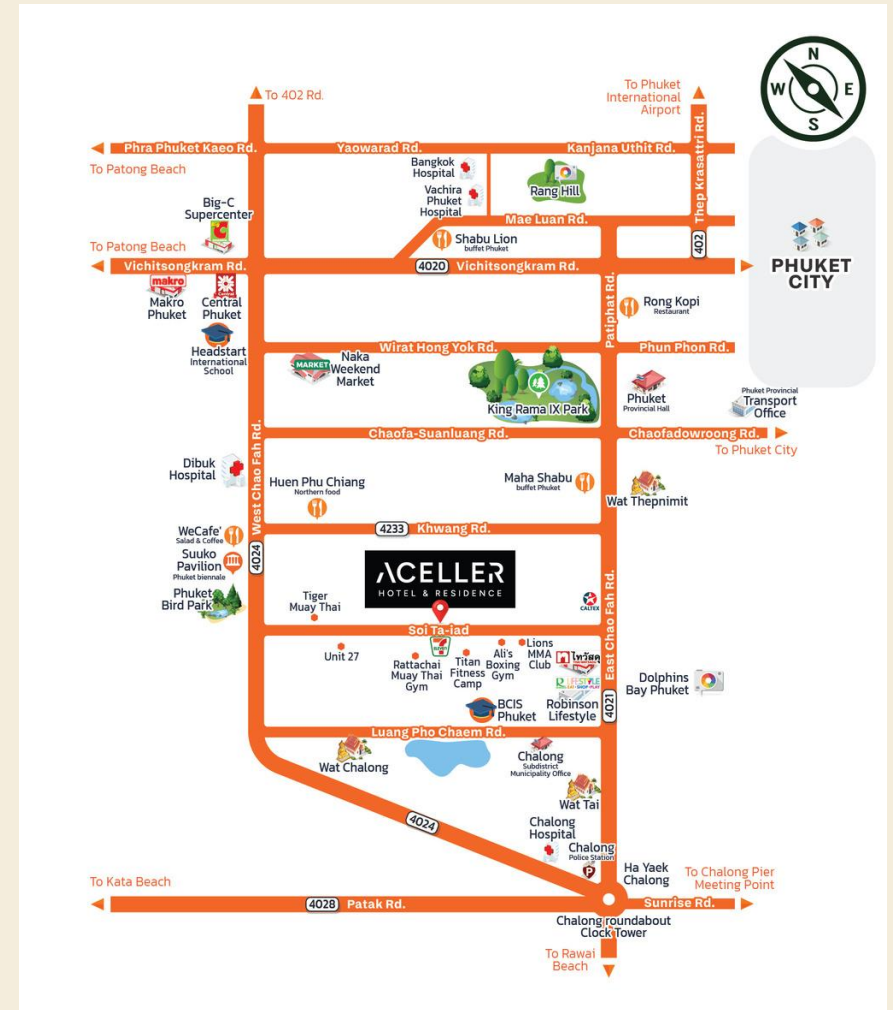 N
W E
S
To 402 Rd.
To Phuket
International
Airport
Phra Phuket Kaeo Rd.
Yaowarad Rd.
Kanjana Uthit Rd.
To Patong Beach
Bangkok
Hospital
Vachira
Phuket
Hospital
Rang Hill
Thep Krasattri Rd.
Big-C
Supercenter
Mae Luan Rd.
Shabu Lion
buffet Phuket
402
To Patong Beach
Vichitsongkram Rd.
4020
Vichitsongkram Rd.
PHUKET
CITY
makro
Makro
Phuket
Central
Phuket
Patiphat Rd.
Rong Kopi
Restaurant
Headstart
International
School
Wirat Hong Yok Rd.
Phun Phon Rd.
MARKET
Naka
Weekend
Market
King Rama IX Park
Phuket
Provincial Hall
Phuket Provincial
Transport
Office
Chaofa-Suanluang Rd.
Chaofadowroong Rd.
To Phuket City
West Chao Fah Rd.
Dibuk
Hospital
Huen Phu Chiang
Northern food
Maha Shabu
buffet Phuket
Wat Thepnimit
4233
Khwang Rd.
WeCafe'
Salad & Coffee
Suuko
Pavilion
Phuket biennale
4024
Phuket
Bird Park
ACELLER
HOTEL & RESIDENCE
Tiger
Muay Thai
CALTEX
East Chao Fah Rd.
Soi Ta-iad
7
ELEVEN
Unit 27
Rattachai
Muay Thai
Gym
Titan
Fitness
Camp
Ali's
Boxing
Gym
Lions
MMA
Club
ไทวัสดุ
LIFESTYLE
Robinson
Lifestyle
4021
Dolphins
Bay Phuket
BCIS
Phuket
Luang Pho Chaem Rd.
Wat Chalong
Chalong
Subdistrict
Municipality Office
Wat Tai
4024
Chalong
Hospital
Chalong
Police Station
P
Ha Yaek
Chalong
To Chalong Pier
Meeting Point
To Kata Beach
4028
Patak Rd.
Sunrise Rd.
Chalong roundabout
Clock Tower
To Rawai
Beach